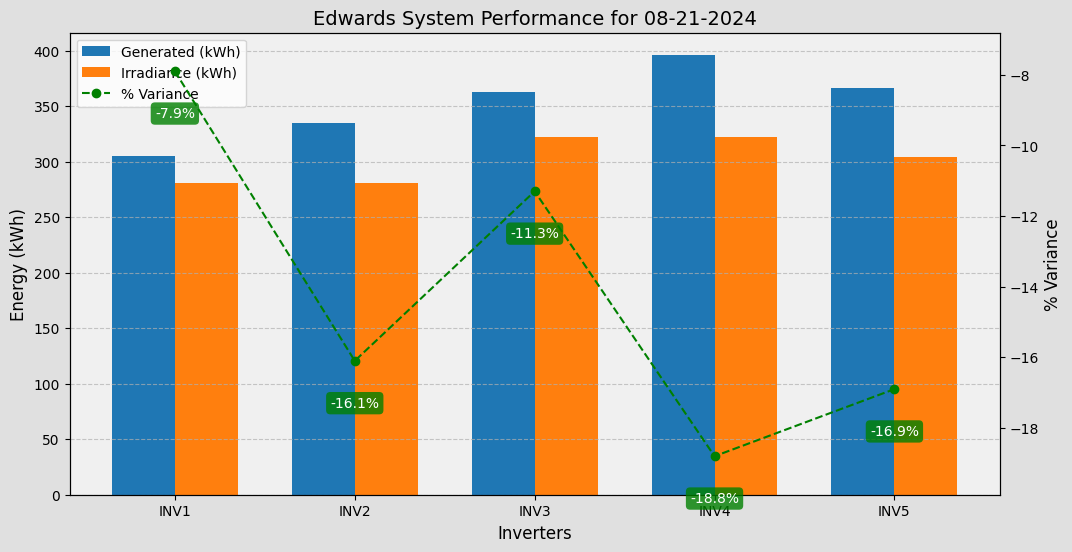 Edwards System Performance for 08-21-2024
Generated (kWh)
Irradiance (kWh)
% Variance
Energy (kWh)
400
350
300
250
200
150
100
50
0
-7.9%
-16.1%
-11.3%
-18.8%
-16.9%
−8
−10
−12
−14
−16
−18
% Variance
INV1
INV2
INV3
INV4
INV5
Inverters